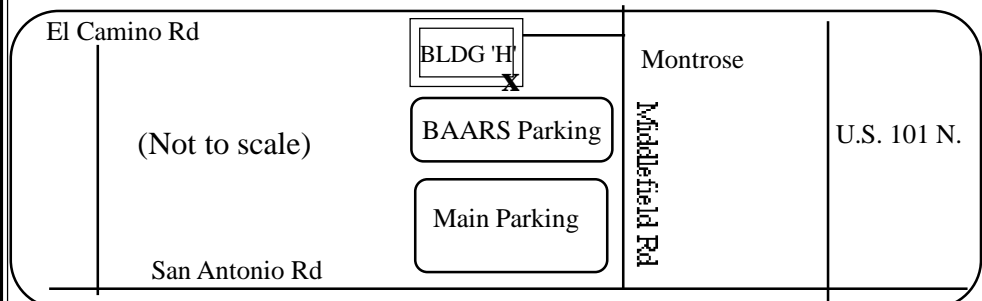 El Camino Rd
BLDG 'H'
X
Montrose
(Not to scale)
BAARS Parking
Middlefield Rd
U.S. 101 N.
Main Parking
San Antonio Rd